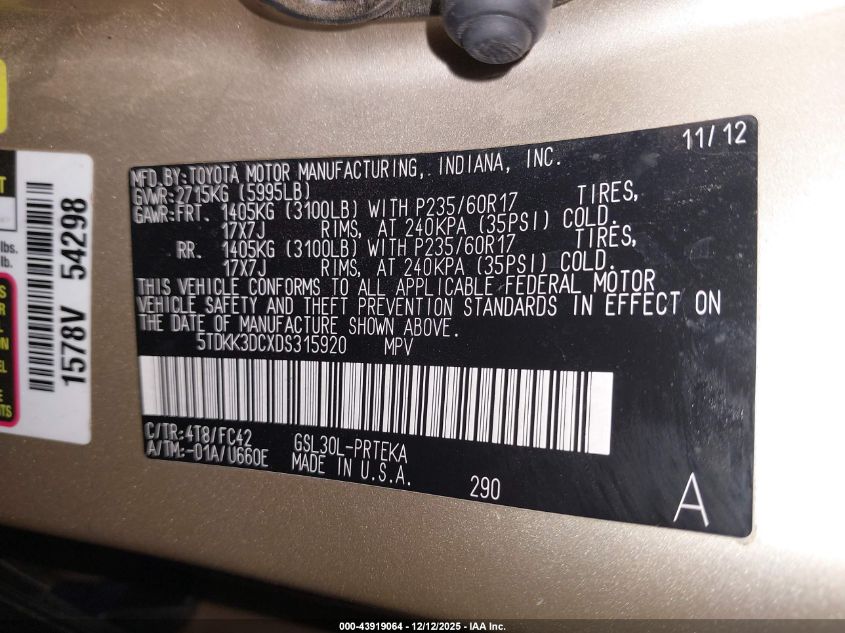 11/12
MFD. BY: TOYOTA MOTOR MANUFACTURING, INDIANA, INC.
GVWR: 2715KG (5995LB)
GAWR: FRT. 1405KG (3100LB) WITH P235/60R17 TIRES,
17X7J RIMS, AT 240KPA (35PSI) COLD.
RR. 1405KG (3100LB) WITH P235/60R17 TIRES,
17X7J RIMS, AT 240KPA (35PSI) COLD.
THIS VEHICLE CONFORMS TO ALL APPLICABLE FEDERAL MOTOR
VEHICLE SAFETY AND THEFT PREVENTION STANDARDS IN EFFECT ON
THE DATE OF MANUFACTURE SHOWN ABOVE.
5TDKK3DCXDS315920 MPV
C/TR: 4T8/FC42 GSL30L-PRTEKA
A/TM: -01A/U660E MADE IN U.S.A.
290
A
1578V 54298
lbs.
lb.
000-43919064 - 12/12/2025 - IAA Inc.